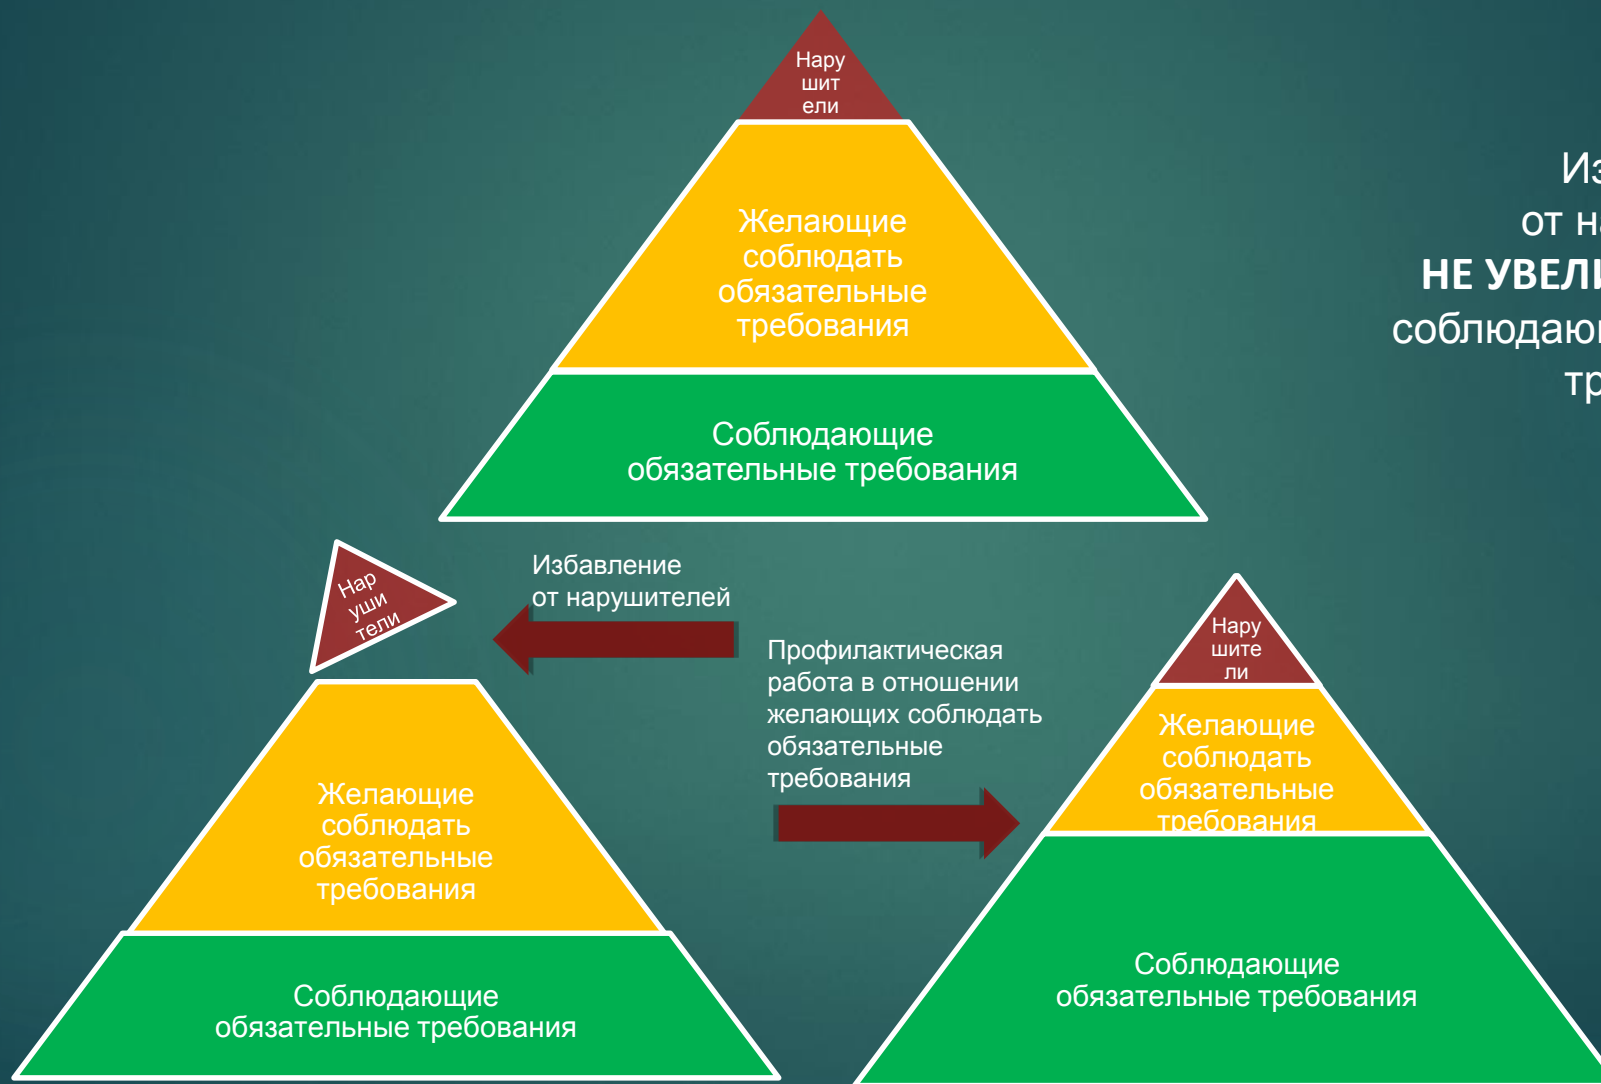 Нару
шит
ели
Желающие
соблюдать
обязательные
требования
Соблюдающие
обязательные требования
Из
от н
НЕ УВЕЛИ
соблюдаю
тр
Нар
уши
тели
Избавление
от нарушителей
Желающие
соблюдать
обязательные
требования
Соблюдающие
обязательные требования
Профилактическая
работа в отношении
желающих соблюдать
обязательные
требования
Нару
шите
ли
Желающие
соблюдать
обязательные
требования
Соблюдающие
обязательные требования